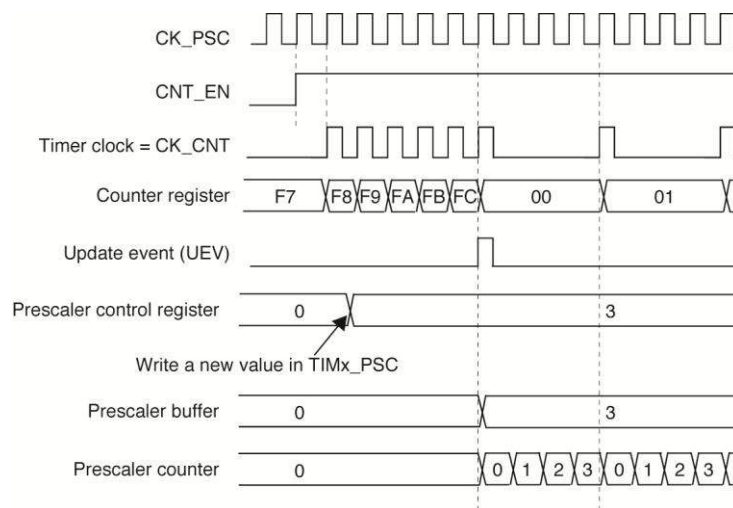 CK_PSC
CNT_EN
Timer clock = CK_CNT
Counter register F7 F8 F9 FA FB FC 00 01
Update event (UEV)
Prescaler control register 0 3
Write a new value in TIMx_PSC
Prescaler buffer 0 3
Prescaler counter 0 0 1 2 3 0 1 2 3